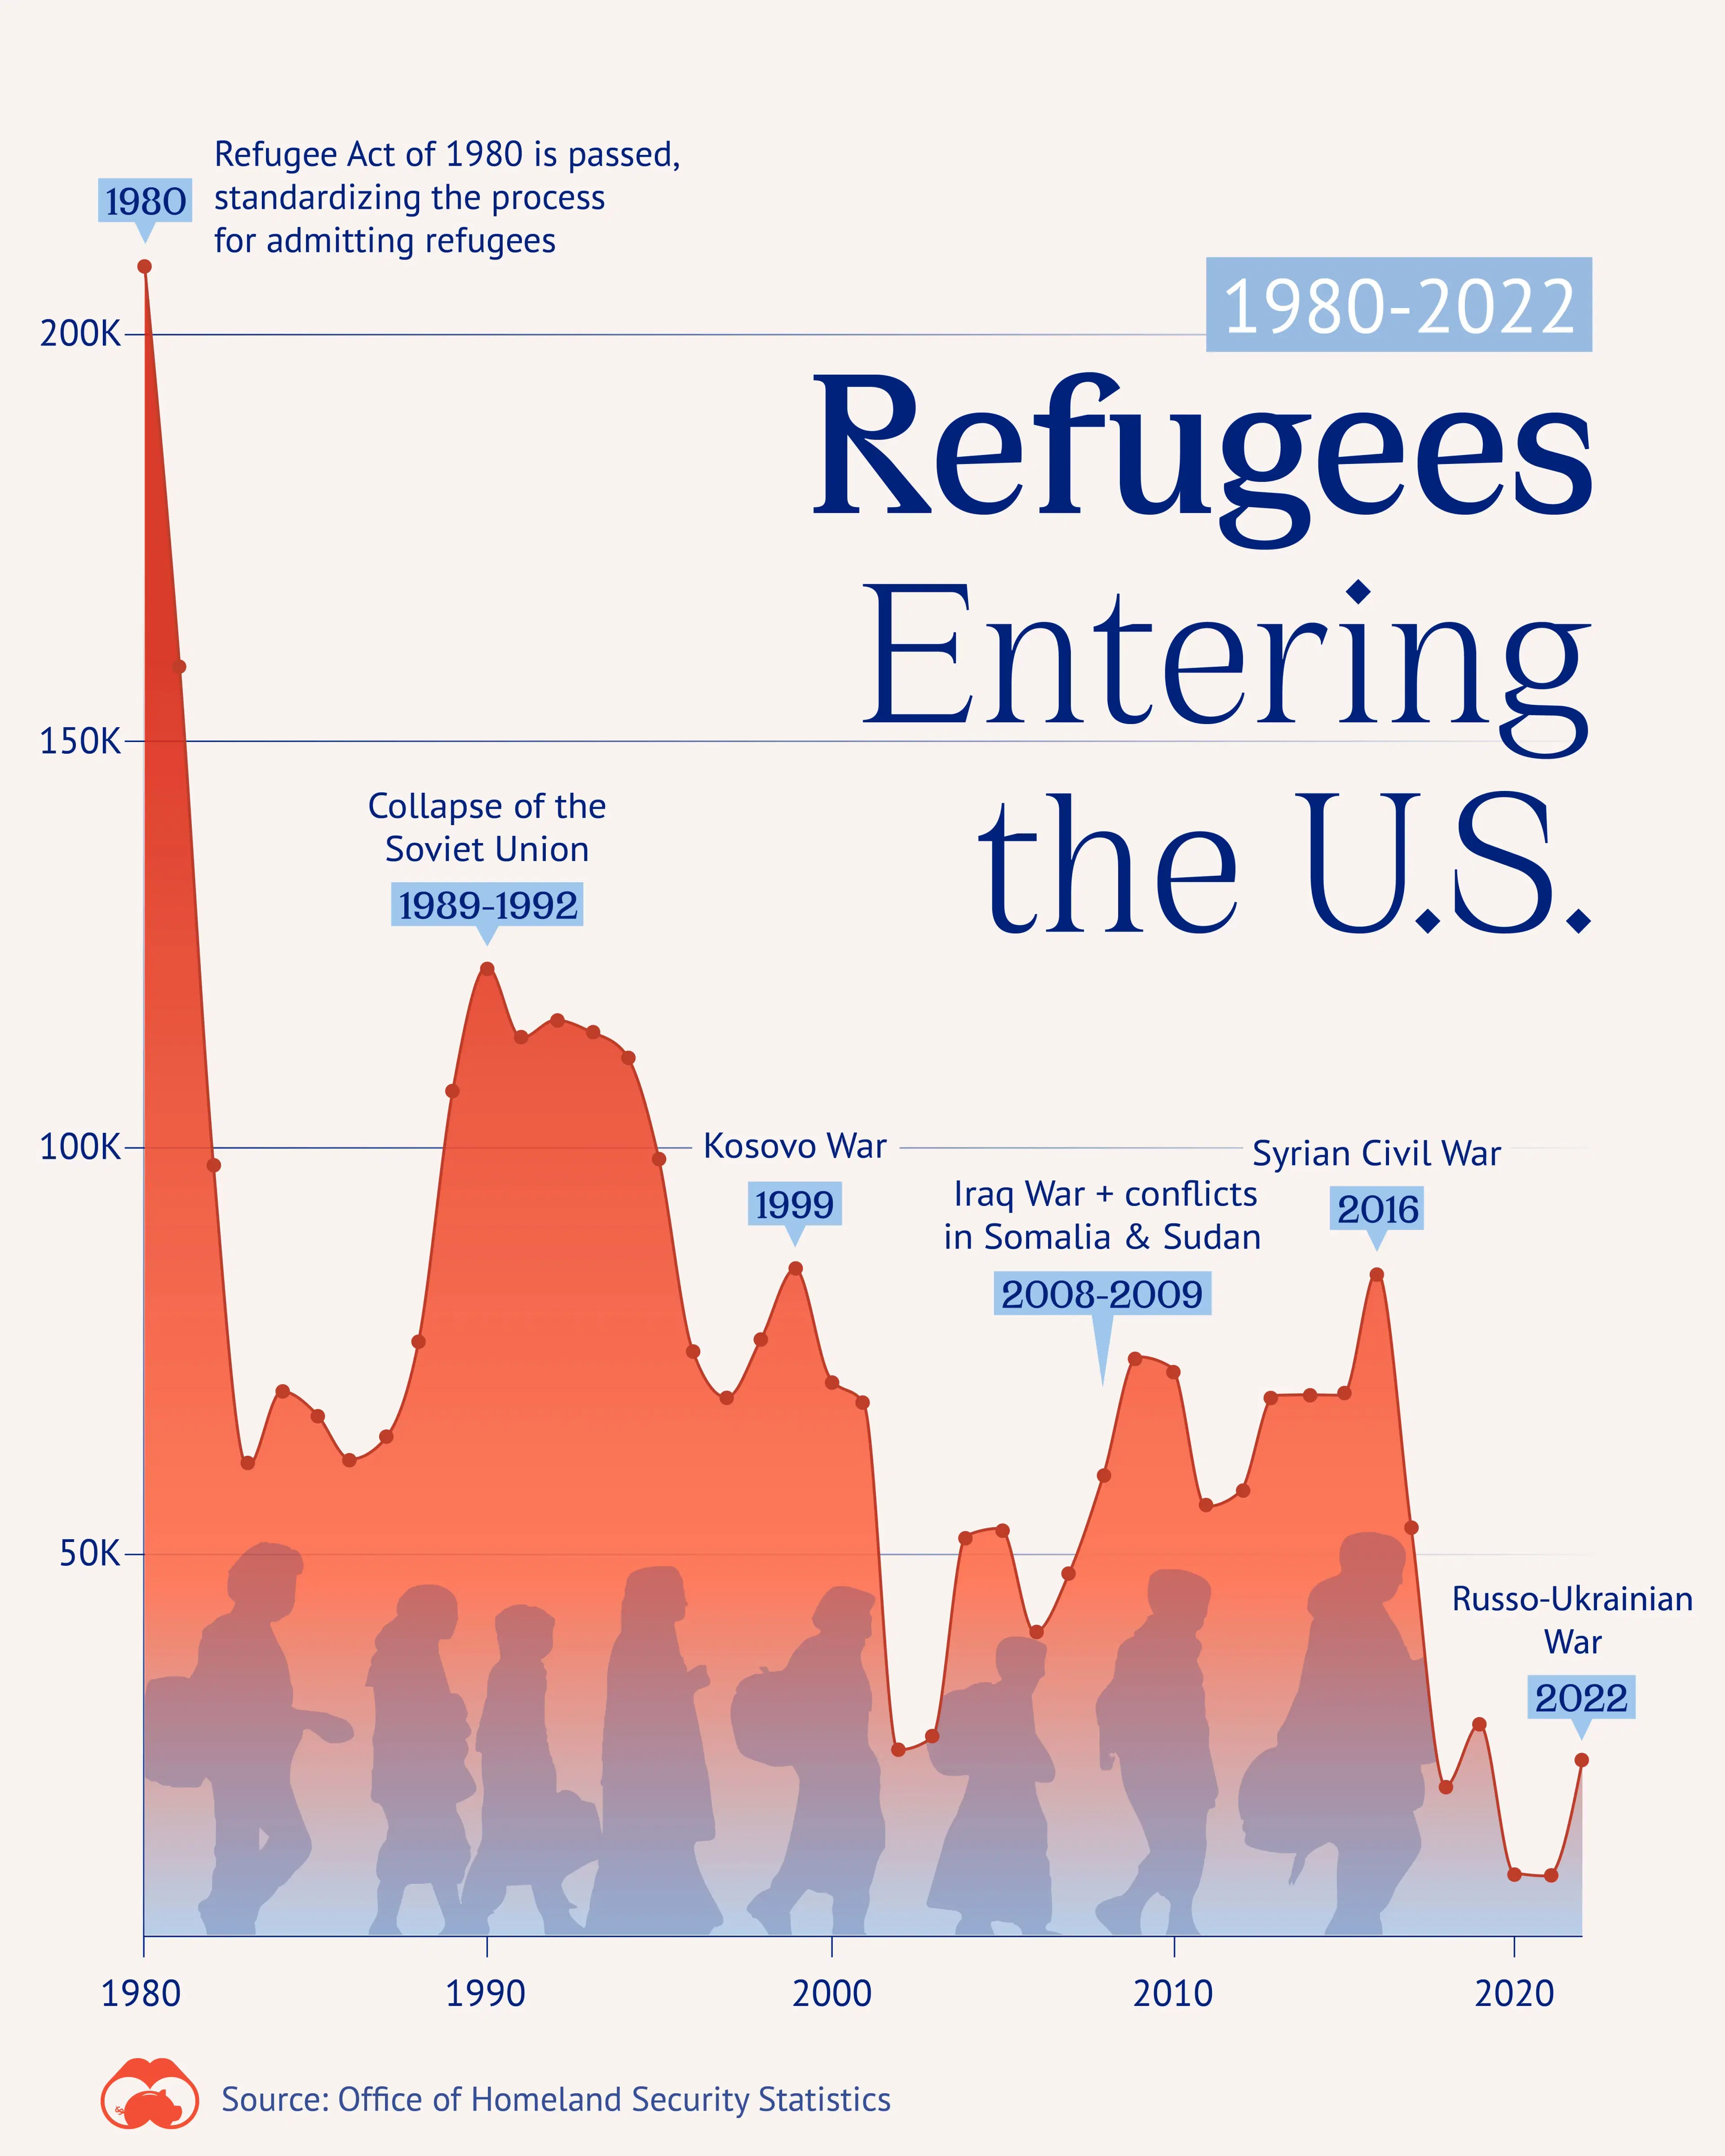 1980
Refugee Act of 1980 is passed,
standardizing the process
for admitting refugees
1980-2022
Refugees
Entering
the U.S.
200K
150K
100K
50K
Collapse of the
Soviet Union
1989-1992
Kosovo War
1999
Iraq War + conflicts
in Somalia & Sudan
2008-2009
Syrian Civil War
2016
Russo-Ukrainian
War
2022
1980
1990
2000
2010
2020
Source: Office of Homeland Security Statistics